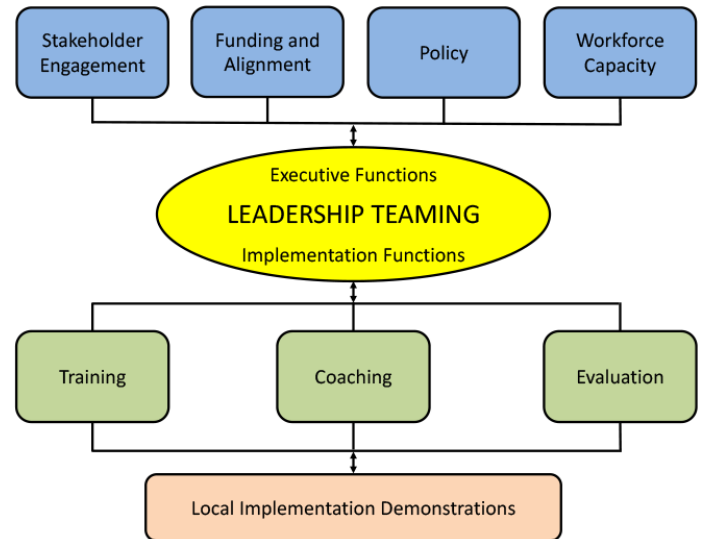 Stakeholder
Engagement
Funding and
Alignment
Policy
Workforce
Capacity
Executive Functions
LEADERSHIP TEAMING
Implementation Functions
Training
Coaching
Evaluation
Local Implementation Demonstrations